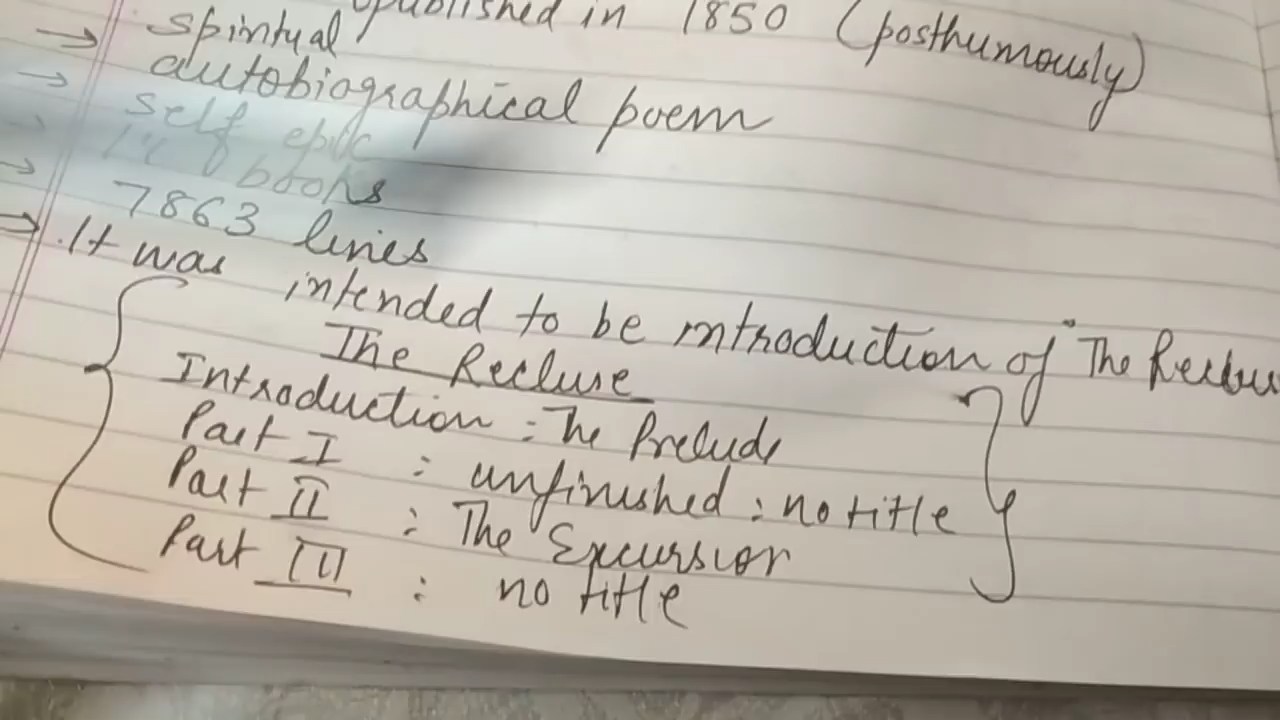 published in 1850 (posthumously)
→ spiritual
→ autobiographical poem
→ self epic
→ 14 books
→ 7863 lines
It was intended to be introduction of "The Recluse
The Recluse
Introduction : The Prelude
Part I : unfinished : no title
Part II : The Excursion
Part III : no title